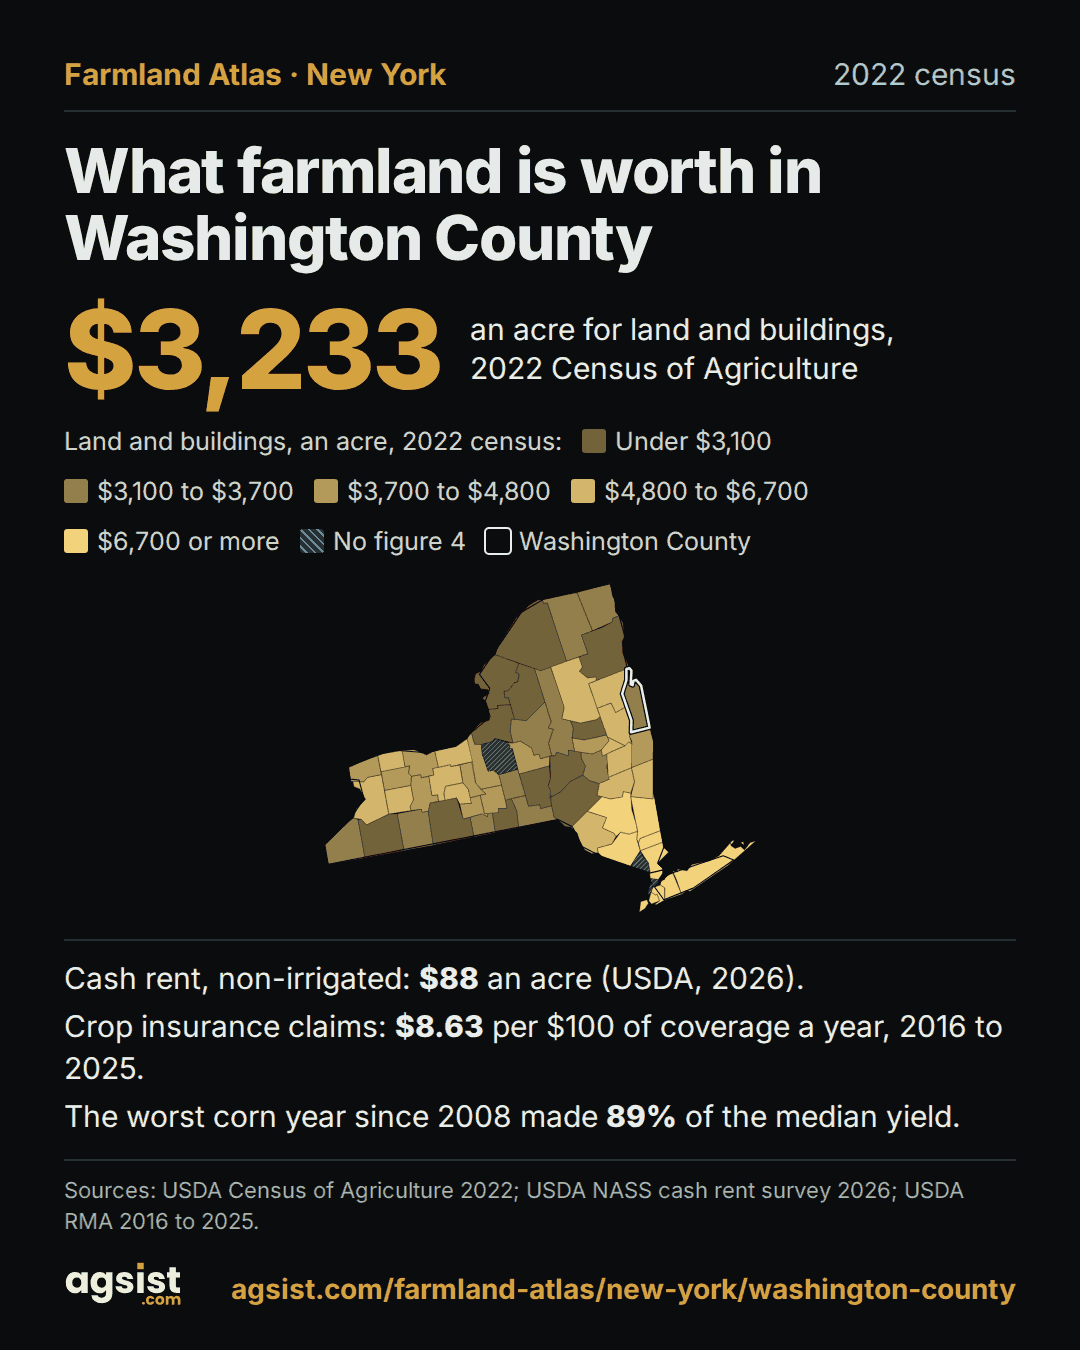 Farmland Atlas · New York
2022 census
What farmland is worth in
Washington County
$3,233
an acre for land and buildings,
2022 Census of Agriculture
Land and buildings, an acre, 2022 census: Under $3,100
$3,100 to $3,700 $3,700 to $4,800 $4,800 to $6,700
$6,700 or more No figure 4 Washington County
Cash rent, non-irrigated: $88 an acre (USDA, 2026).
Crop insurance claims: $8.63 per $100 of coverage a year, 2016 to
2025.
The worst corn year since 2008 made 89% of the median yield.
Sources: USDA Census of Agriculture 2022; USDA NASS cash rent survey 2026; USDA
RMA 2016 to 2025.
agsist
.com
agsist.com/farmland-atlas/new-york/washington-county